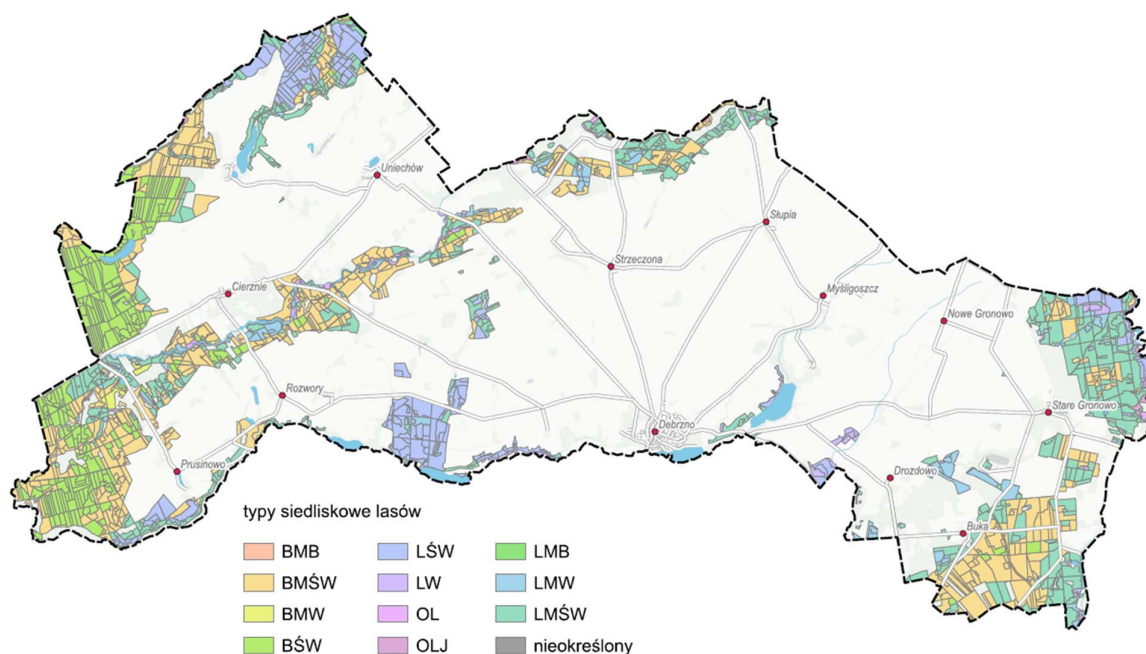 Uniechów
Słupia
Strzeczona
Cierznie
Myśligoszcz
Nowe Gronowo
Rozwory
Stare Gronowo
Debrzno
Prusinowo
Drozdowo
Buka
typy siedliskowe lasów
BMB LŚW LMB
BMŚW LW LMW
BMW OL LMŚW
BŚW OLJ nieokreślony